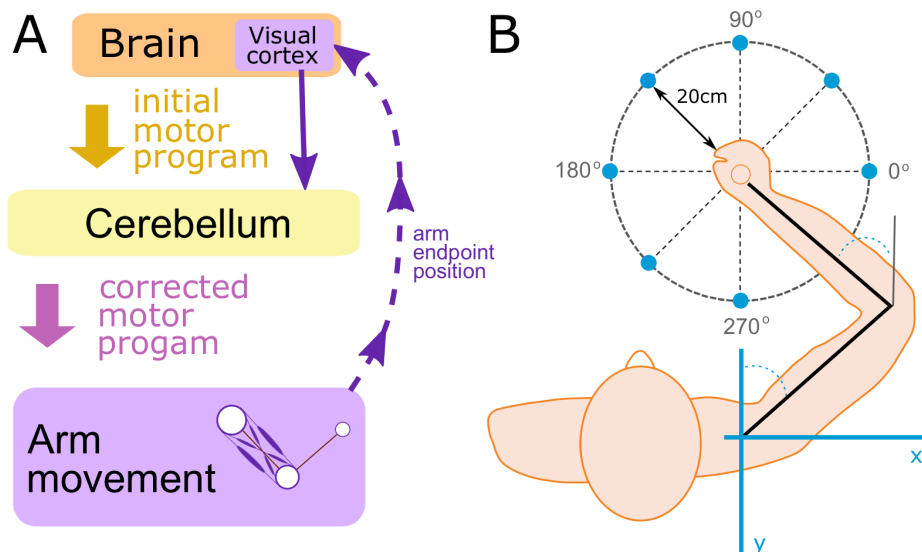 A
Brain
Visual
cortex
initial
motor
program
Cerebellum
arm
endpoint
position
corrected
motor
progam
Arm
movement
B
90°
20cm
180°
0°
270°
x
y